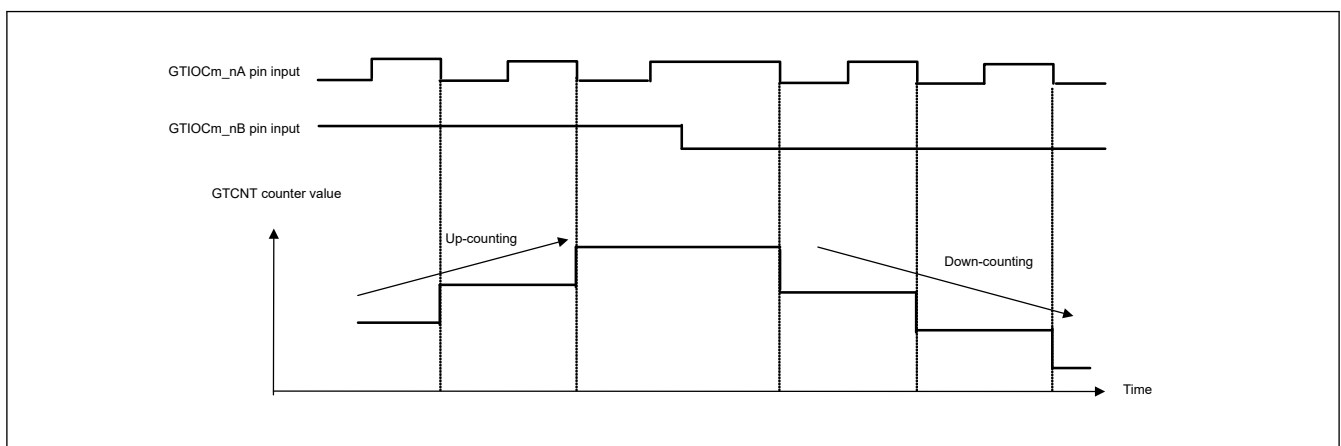 GTIOCm_nA pin input
GTIOCm_nB pin input
GTCNT counter value
Up-counting
Down-counting
Time